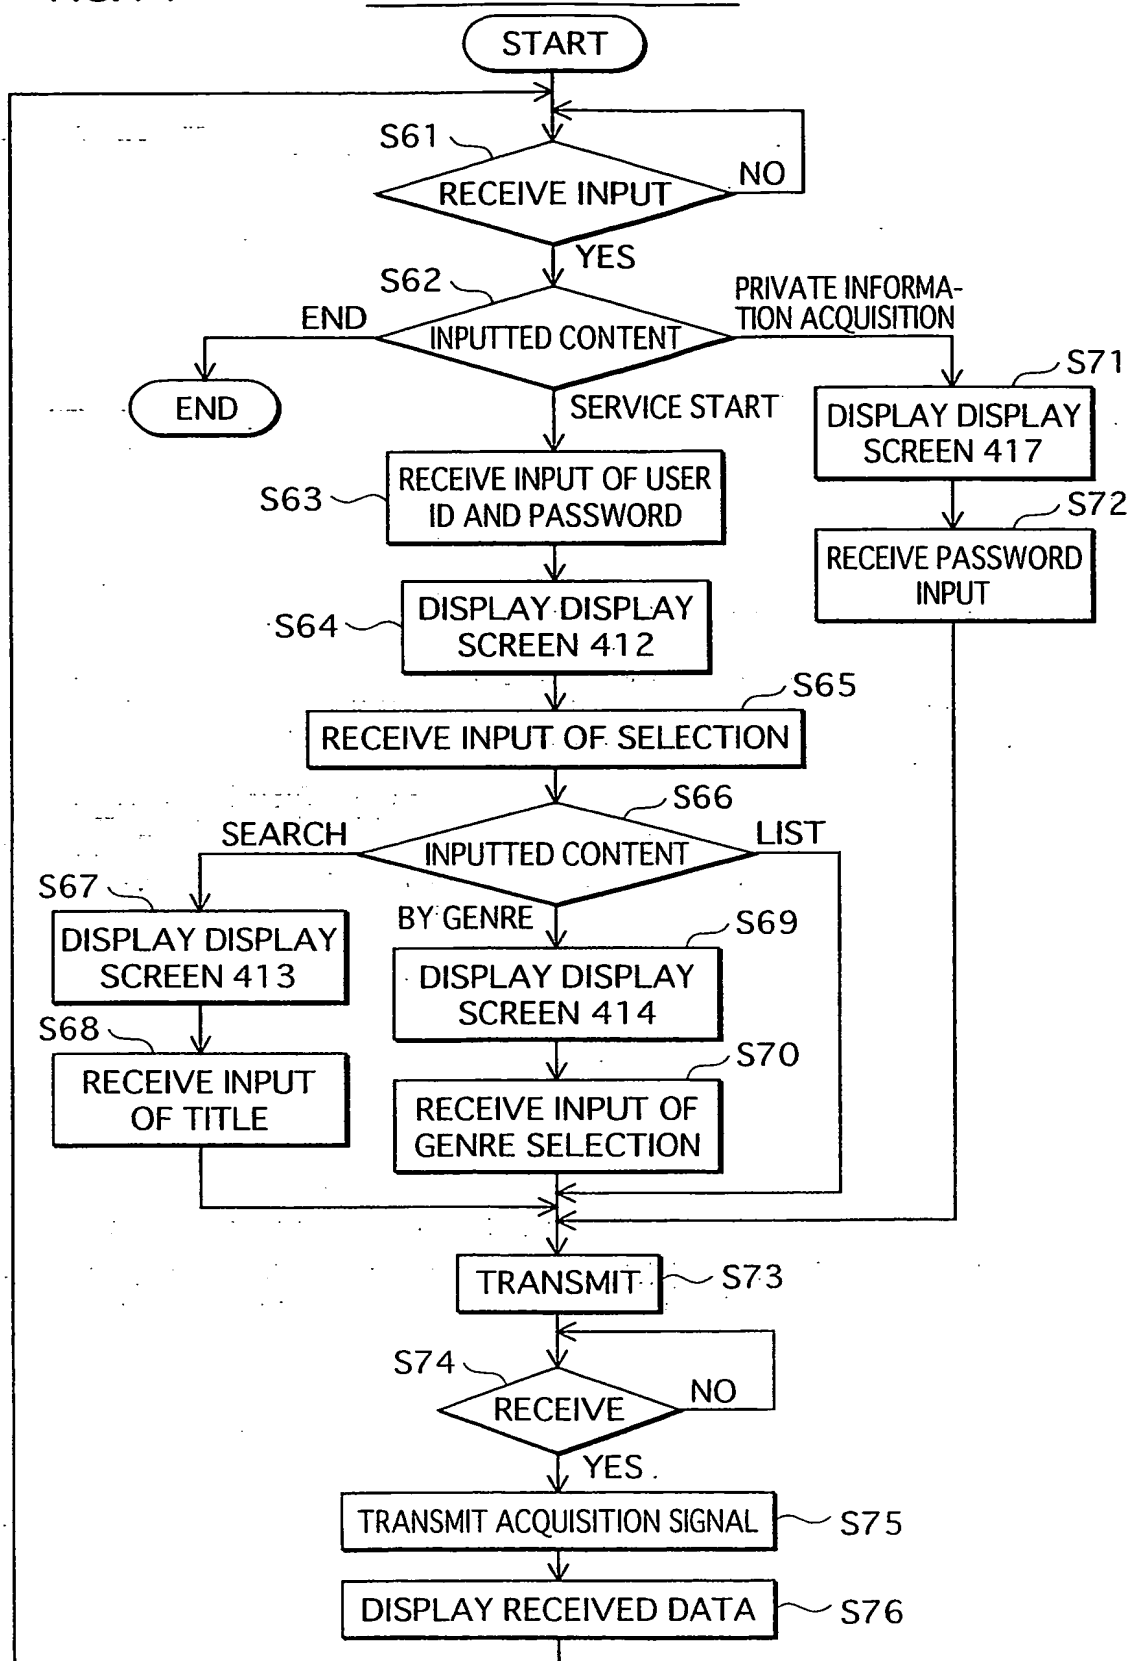 START
S61
RECEIVE INPUT
NO
YES
S62
INPUTTED CONTENT
END
PRIVATE INFORMA-
TION ACQUISITION
END
SERVICE START
S71
DISPLAY DISPLAY
SCREEN 417
S63
RECEIVE INPUT OF USER
ID AND PASSWORD
S72
RECEIVE PASSWORD
INPUT
S64
DISPLAY DISPLAY
SCREEN 412
S65
RECEIVE INPUT OF SELECTION
S66
INPUTTED CONTENT
SEARCH
LIST
BY GENRE
S67
DISPLAY DISPLAY
SCREEN 413
S69
DISPLAY DISPLAY
SCREEN 414
S68
RECEIVE INPUT
OF TITLE
S70
RECEIVE INPUT OF
GENRE SELECTION
TRANSMIT
S73
S74
RECEIVE
NO
YES
TRANSMIT ACQUISITION SIGNAL
S75
DISPLAY RECEIVED DATA
S76